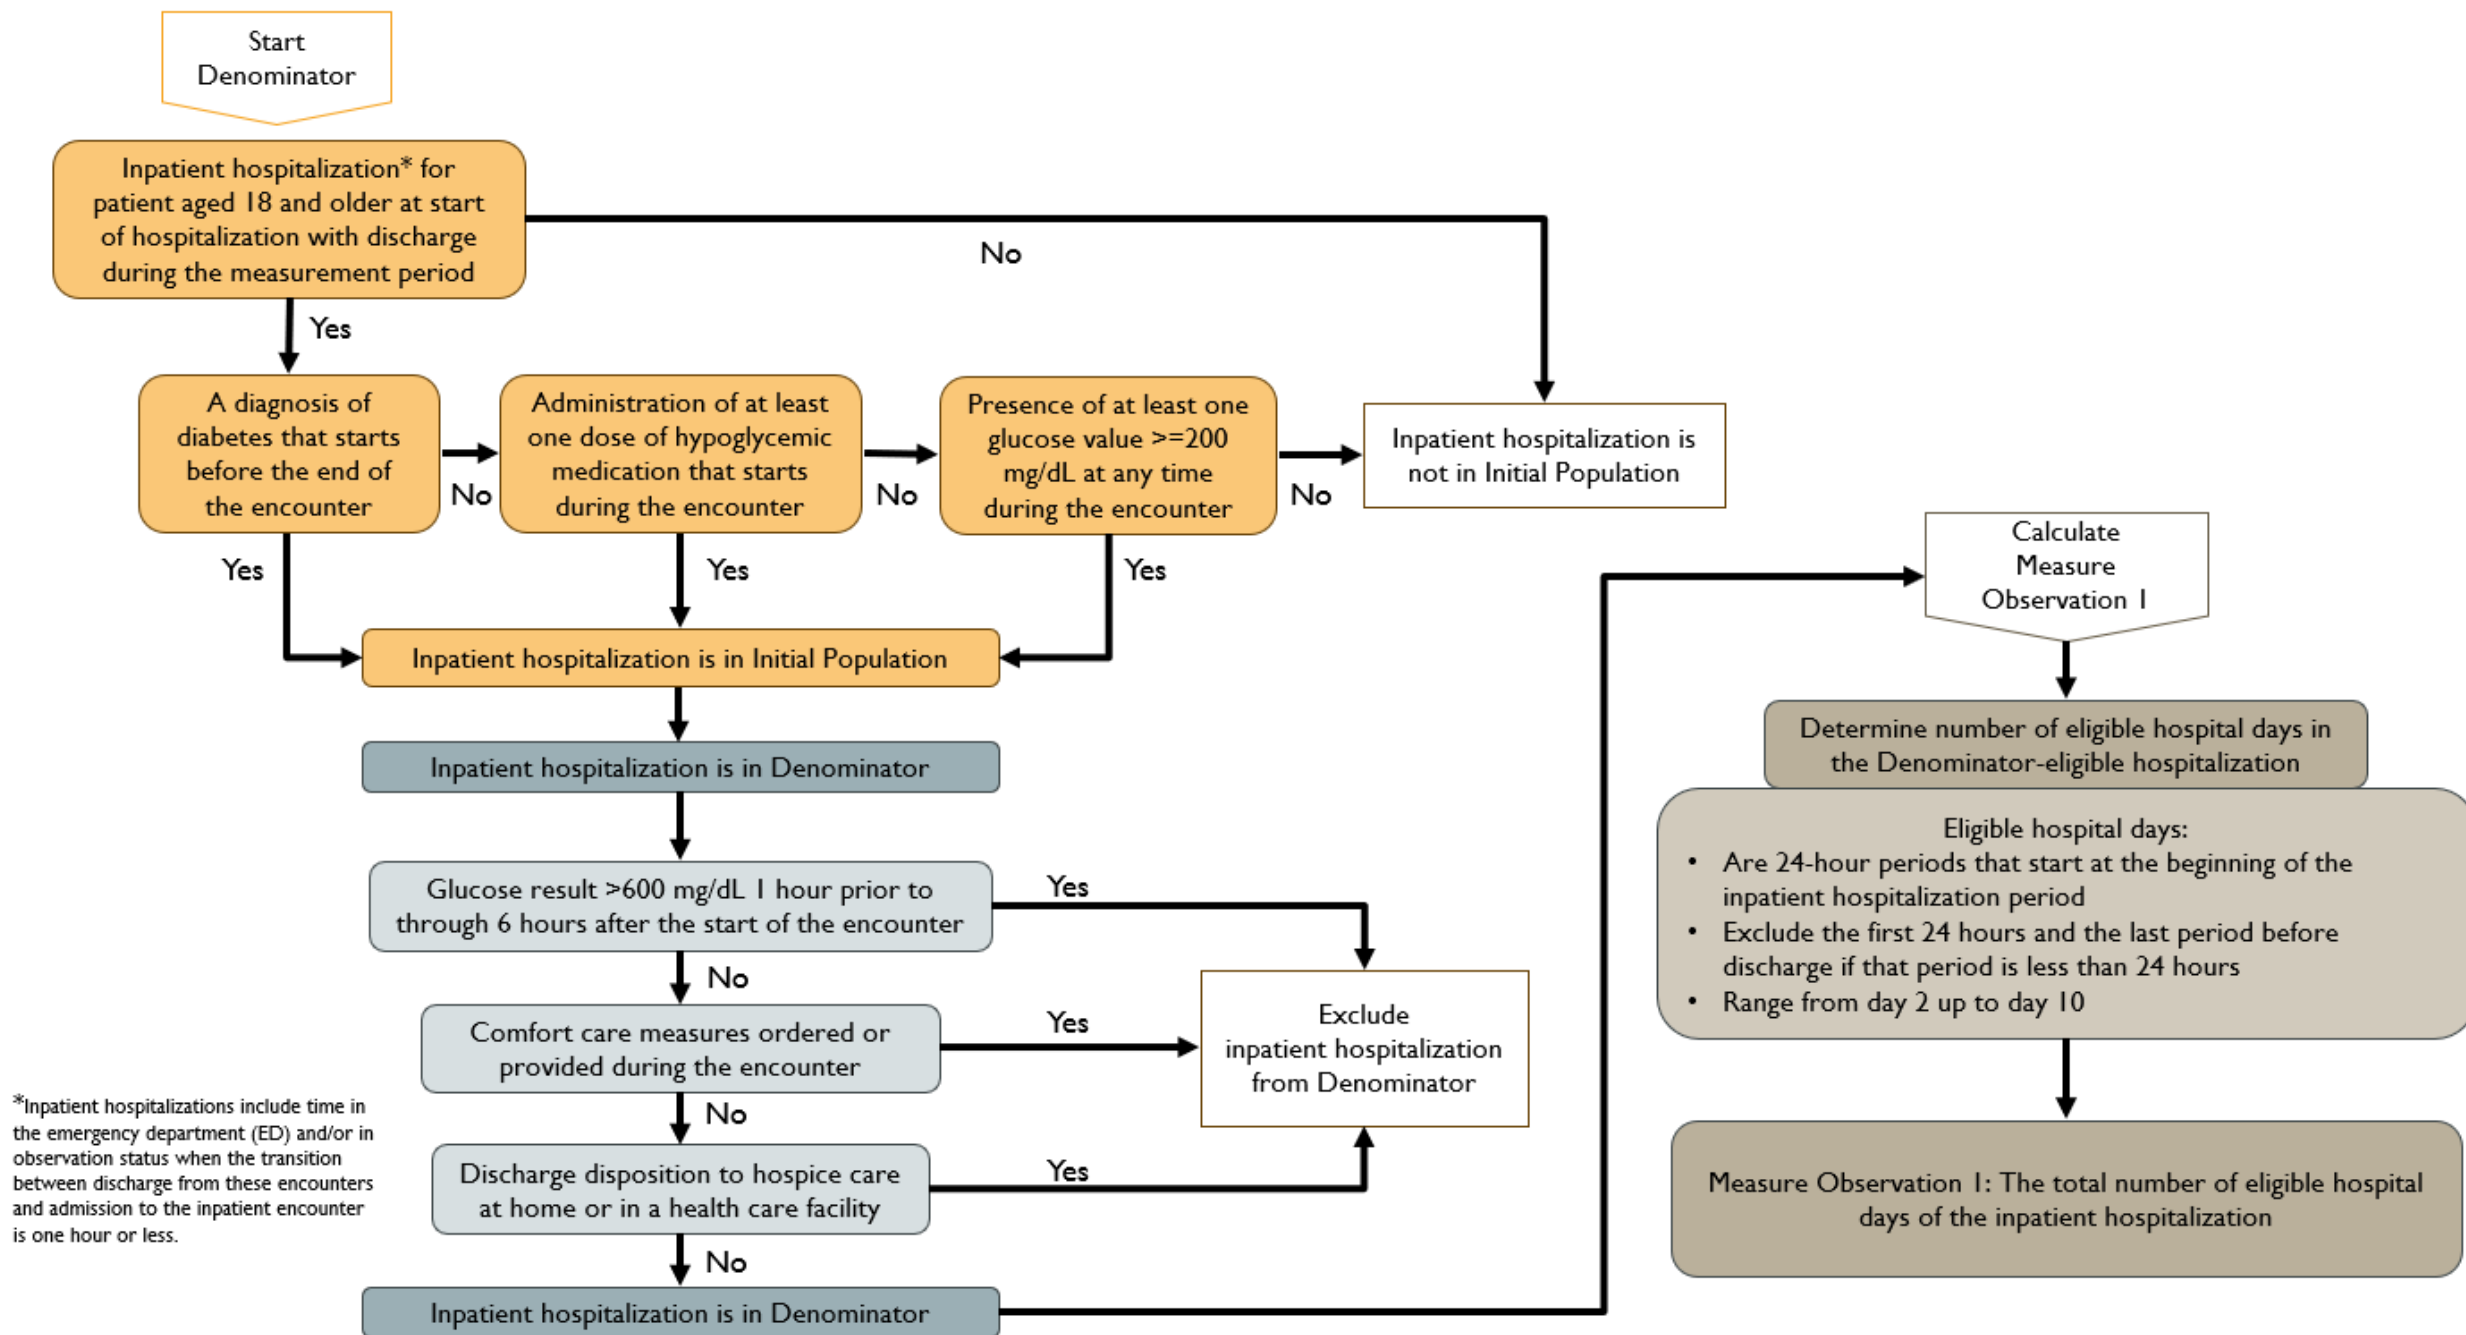 Start
Denominator
Inpatient hospitalization* for
patient aged 18 and older at start
of hospitalization with discharge
during the measurement period
No
Yes
A diagnosis of
diabetes that starts
before the end of
the encounter
No
Administration of at least
one dose of hypoglycemic
medication that starts
during the encounter
No
Presence of at least one
glucose value >=200
mg/dL at any time
during the encounter
No
Inpatient hospitalization is
not in Initial Population
Yes
Yes
Yes
Inpatient hospitalization is in Initial Population
Inpatient hospitalization is in Denominator
Glucose result >600 mg/dL 1 hour prior to
through 6 hours after the start of the encounter
Yes
No
Comfort care measures ordered or
provided during the encounter
Yes
Exclude
inpatient hospitalization
from Denominator
No
Discharge disposition to hospice care
at home or in a health care facility
Yes
No
Inpatient hospitalization is in Denominator
*Inpatient hospitalizations include time in
the emergency department (ED) and/or in
observation status when the transition
between discharge from these encounters
and admission to the inpatient encounter
is one hour or less.
Calculate
Measure
Observation 1
Determine number of eligible hospital days in
the Denominator-eligible hospitalization
Eligible hospital days:
• Are 24-hour periods that start at the beginning of the
inpatient hospitalization period
• Exclude the first 24 hours and the last period before
discharge if that period is less than 24 hours
• Range from day 2 up to day 10
Measure Observation 1: The total number of eligible hospital
days of the inpatient hospitalization